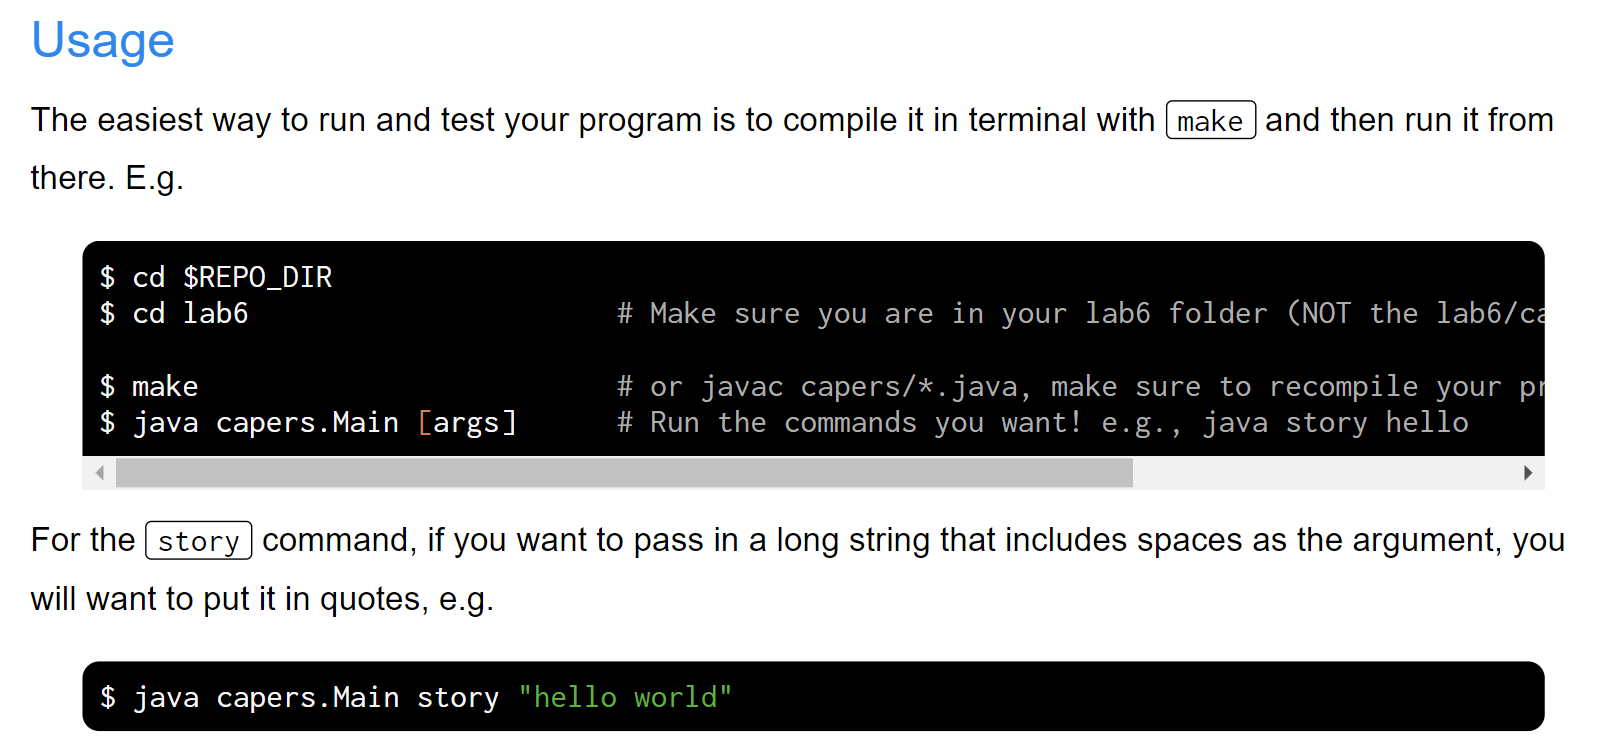 Usage
The easiest way to run and test your program is to compile it in terminal with make and then run it from
there. E.g.
$ cd $REPO_DIR
$ cd lab6 # Make sure you are in your lab6 folder (NOT the lab6/ca
$ make # or javac capers/*.java, make sure to recompile your pr
$ java capers.Main [args] # Run the commands you want! e.g., java story hello
For the story command, if you want to pass in a long string that includes spaces as the argument, you
will want to put it in quotes, e.g.
$ java capers.Main story "hello world"